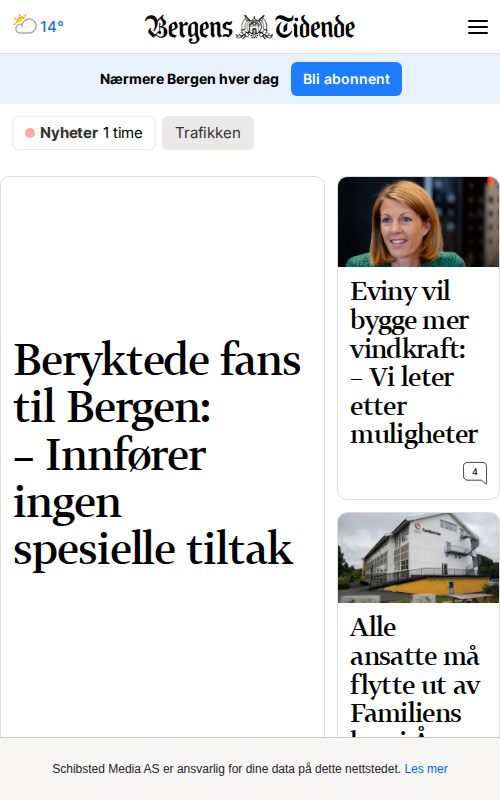 14°
Bergens Tidende
Nærmere Bergen hver dag
Bli abonnent
Nyheter 1 time
Trafikken
Beryktede fans
til Bergen:
– Innfører
ingen
spesielle tiltak
Eviny vil
bygge mer
vindkraft:
– Vi leter
etter
muligheter
4
Alle
ansatte må
flytte ut av
Familiens
Schibsted Media AS er ansvarlig for dine data på dette nettstedet. Les mer